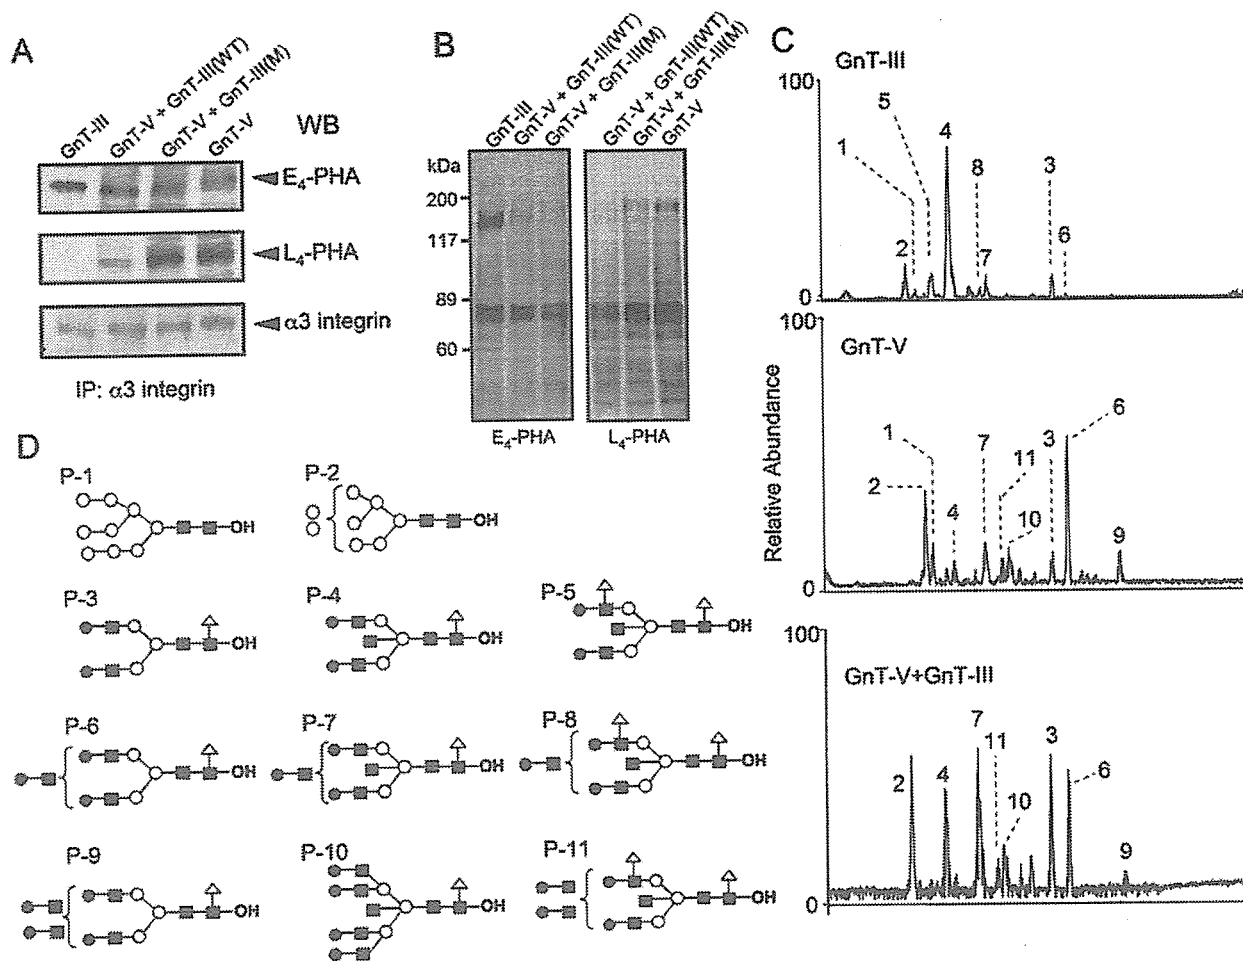 A
GnT-III
GnT-V + GnT-III(WT)
GnT-V + GnT-III(M)
GnT-V
WB
E4-PHA
L4-PHA
α3 integrin
IP: α3 integrin
B
GnT-III
GnT-V + GnT-III(WT)
GnT-V + GnT-III(M)
GnT-V + GnT-III(WT)
GnT-V + GnT-III(M)
GnT-V
kDa
200
117
89
60
E4-PHA
L4-PHA
C
Relative Abundance
100
GnT-III
5
4
1
8
3
2
7
6
0
100
GnT-V
6
1
7
3
11
2
4
10
9
0
100
GnT-V+GnT-III
7
11
3
2
4
10
6
9
0
D
P-1
OH
P-2
OH
P-3
OH
P-4
OH
P-5
OH
P-6
OH
P-7
OH
P-8
OH
P-9
OH
P-10
OH
P-11
OH